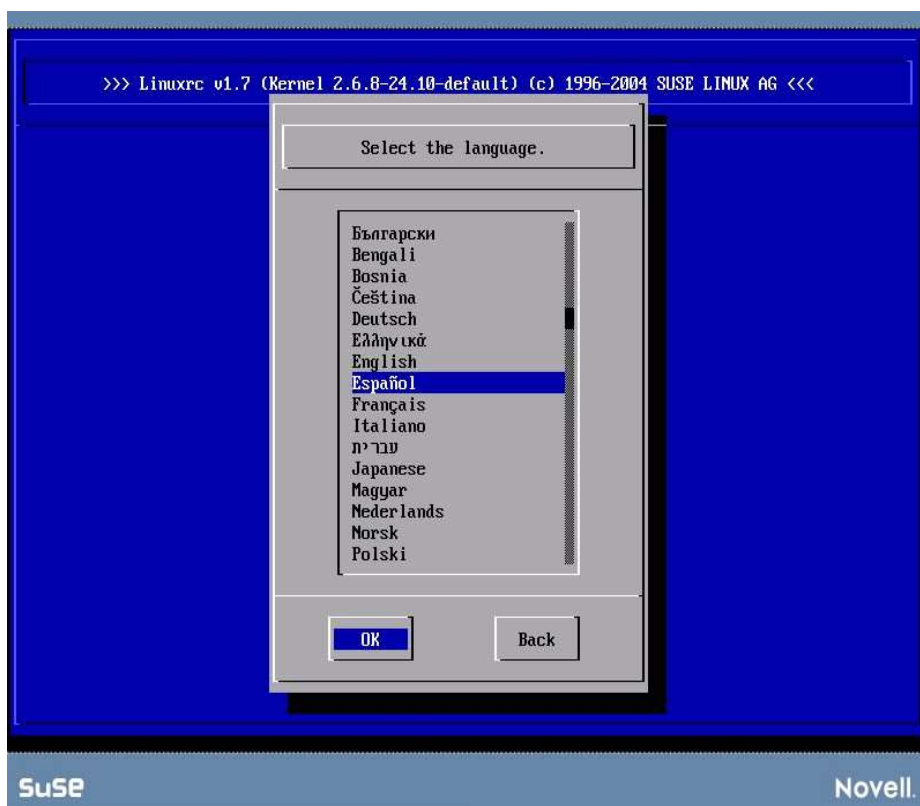 >>> Linuxrc v1.7 (Kernel 2.6.8-24.10-default) (c) 1996-2004 SUSE LINUX AG <<<
Select the language.
Български
Bengali
Bosnia
Čeština
Deutsch
Ελληνικά
English
Español
Français
Italiano
עברית
Japanese
Magyar
Nederlands
Norsk
Polski
OK Back
SuSE Novell.